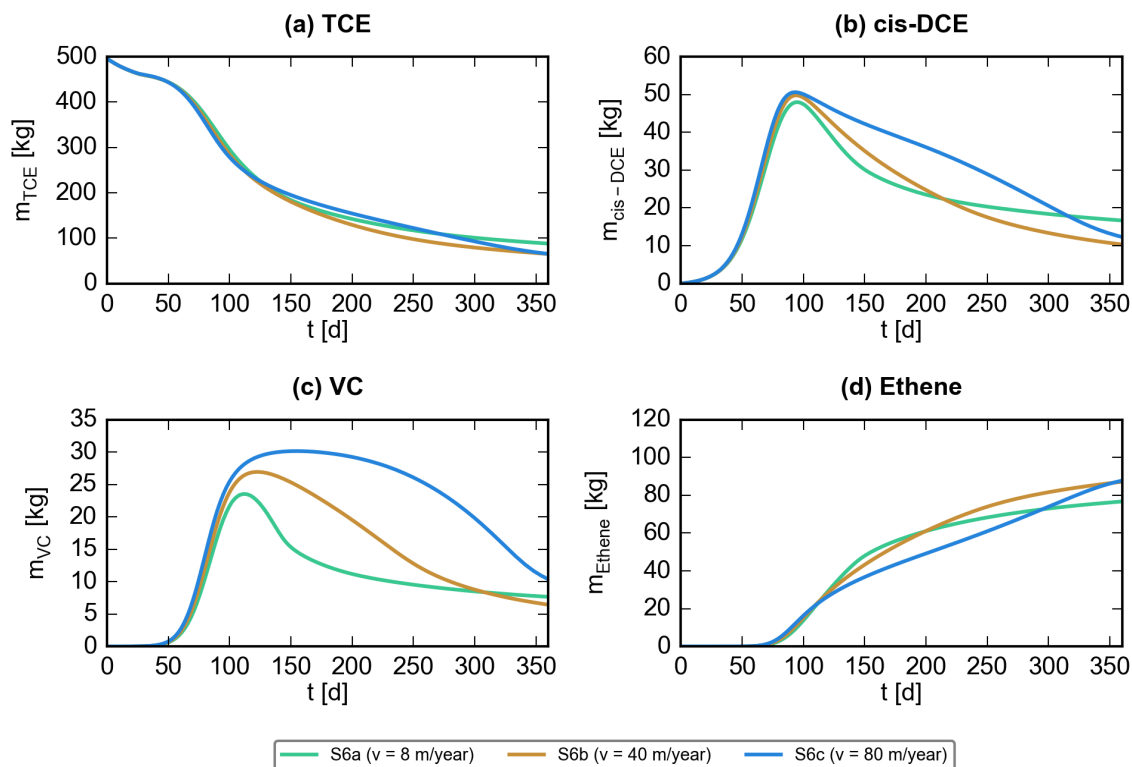 (a) TCE
500
400
300
200
100
0
m_TCE [kg]
0 50 100 150 200 250 300 350
t [d]
(b) cis-DCE
60
50
40
30
20
10
0
m_cis − DCE [kg]
0 50 100 150 200 250 300 350
t [d]
(c) VC
35
30
25
20
15
10
5
0
m_VC [kg]
0 50 100 150 200 250 300 350
t [d]
(d) Ethene
120
100
80
60
40
20
0
m_Ethene [kg]
0 50 100 150 200 250 300 350
t [d]
S6a (v = 8 m/year) S6b (v = 40 m/year) S6c (v = 80 m/year)